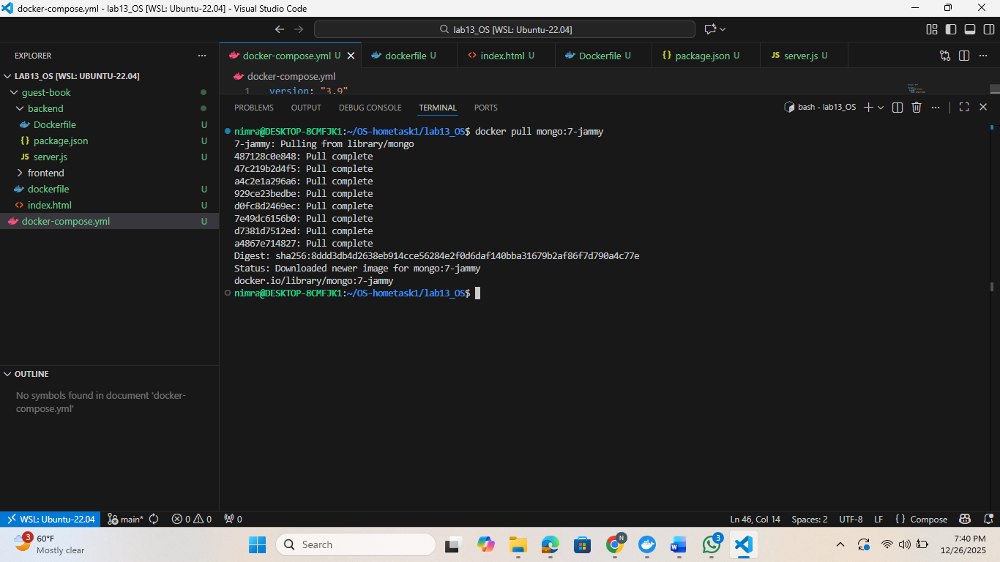 docker-compose.yml - lab13_OS [WSL: Ubuntu-22.04] - Visual Studio Code
lab13_OS [WSL: Ubuntu-22.04]
EXPLORER
LAB13_OS [WSL: UBUNTU-22.04]
guest-book
backend
Dockerfile U
package.json U
server.js U
frontend
dockerfile U
index.html U
docker-compose.yml U
OUTLINE
No symbols found in document 'docker-
compose.yml'
docker-compose.yml U dockerfile U index.html U Dockerfile U package.json U server.js U
docker-compose.yml
1 version: "3.9"
PROBLEMS OUTPUT DEBUG CONSOLE TERMINAL PORTS
bash - lab13_OS
nimra@DESKTOP-8CMFJK1:~/OS-hometask1/lab13_OS$ docker pull mongo:7-jammy
7-jammy: Pulling from library/mongo
487128c0e848: Pull complete
47c219b2d4f5: Pull complete
a4c2e1a296a6: Pull complete
929ce23bedbe: Pull complete
d0fc8d2469ec: Pull complete
7e49dc6156b0: Pull complete
d7381d7512ed: Pull complete
a4867e714827: Pull complete
Digest: sha256:8ddd3db4d2638eb914cce56284e2f0d6daf140bba31679b2af86f7d790a4c77e
Status: Downloaded newer image for mongo:7-jammy
docker.io/library/mongo:7-jammy
nimra@DESKTOP-8CMFJK1:~/OS-hometask1/lab13_OS$
WSL: Ubuntu-22.04 main* 0 0 0 Ln 46, Col 14 Spaces: 2 UTF-8 LF { } Compose
3
60°F
Mostly clear
Search
N
3
7:40 PM
12/26/2025